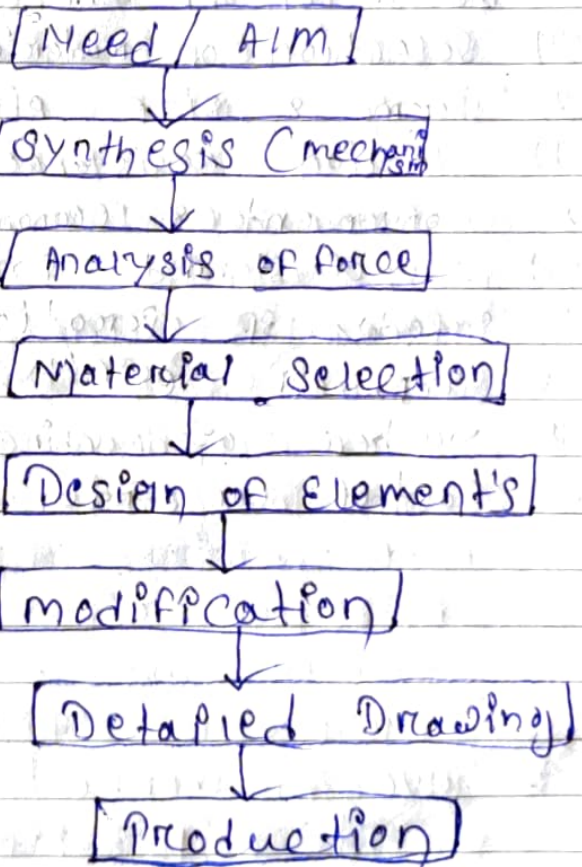 Need / AIM
Synthesis (mechanism
Analysis of force
Material Selection
Design of Element's
modification
Detailed Drawing
Production